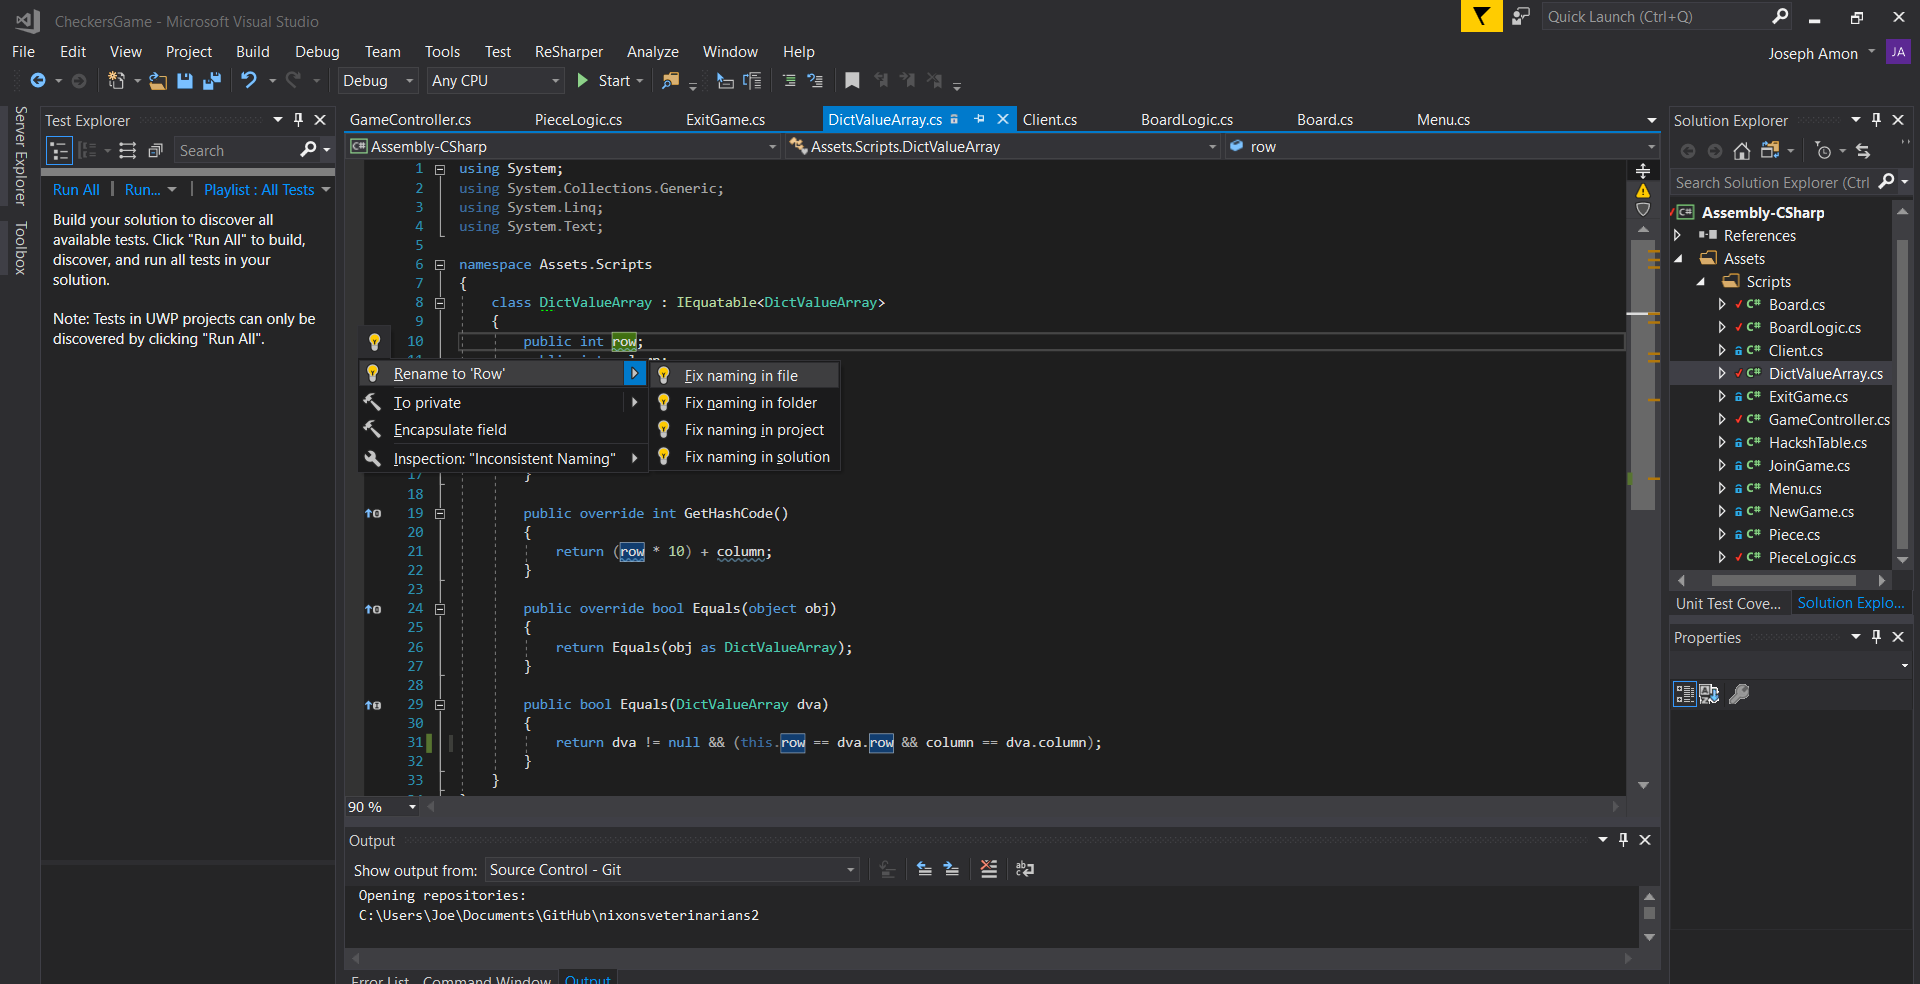 CheckersGame - Microsoft Visual Studio
Quick Launch (Ctrl+Q)
File Edit View Project Build Debug Team Tools Test ReSharper Analyze Window Help
Joseph Amon JA
Debug Any CPU Start
Server Explorer
Toolbox
Test Explorer
Search
Run All | Run... | Playlist : All Tests
Build your solution to discover all
available tests. Click "Run All" to build,
discover, and run all tests in your
solution.
Note: Tests in UWP projects can only be
discovered by clicking "Run All".
GameController.cs PieceLogic.cs ExitGame.cs DictValueArray.cs Client.cs BoardLogic.cs Board.cs Menu.cs
C# Assembly-CSharp Assets.Scripts.DictValueArray row
1 using System;
2 using System.Collections.Generic;
3 using System.Linq;
4 using System.Text;
5
6 namespace Assets.Scripts
7 {
8 class DictValueArray : IEquatable<DictValueArray>
9 {
10 public int row;
Rename to 'Row'
To private
Encapsulate field
Inspection: "Inconsistent Naming"
Fix naming in file
Fix naming in folder
Fix naming in project
Fix naming in solution
17 }
18
19 public override int GetHashCode()
20 {
21 return (row * 10) + column;
22 }
23
24 public override bool Equals(object obj)
25 {
26 return Equals(obj as DictValueArray);
27 }
28
29 public bool Equals(DictValueArray dva)
30 {
31 return dva != null && (this.row == dva.row && column == dva.column);
32 }
33 }
90 %
Output
Show output from: Source Control - Git
Opening repositories:
C:\Users\Joe\Documents\GitHub\nixonsveterinarians2
Error List Command Window Output
Solution Explorer
Search Solution Explorer (Ctrl
C# Assembly-CSharp
References
Assets
Scripts
C# Board.cs
C# BoardLogic.cs
C# Client.cs
C# DictValueArray.cs
C# ExitGame.cs
C# GameController.cs
C# HackshTable.cs
C# JoinGame.cs
C# Menu.cs
C# NewGame.cs
C# Piece.cs
C# PieceLogic.cs
Unit Test Cove... Solution Explo...
Properties